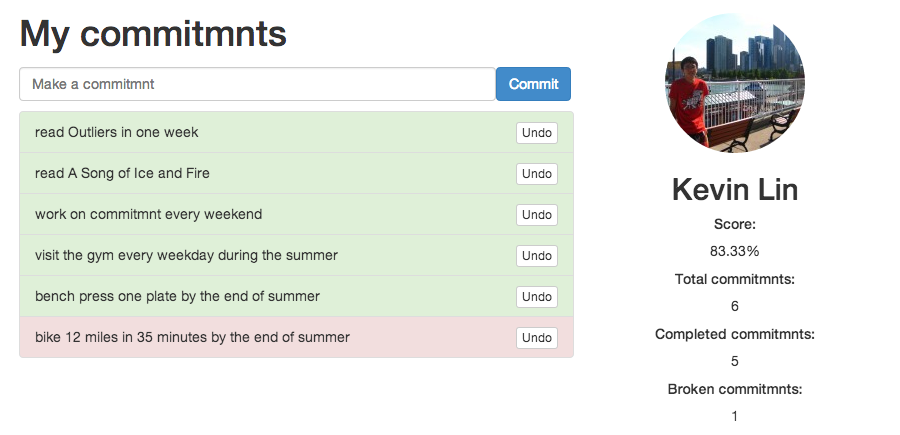 My commitmnts
Make a commitmnt
Commit
read Outliers in one week
Undo
read A Song of Ice and Fire
Undo
work on commitmnt every weekend
Undo
visit the gym every weekday during the summer
Undo
bench press one plate by the end of summer
Undo
bike 12 miles in 35 minutes by the end of summer
Undo
Kevin Lin
Score:
83.33%
Total commitmnts:
6
Completed commitmnts:
5
Broken commitmnts:
1